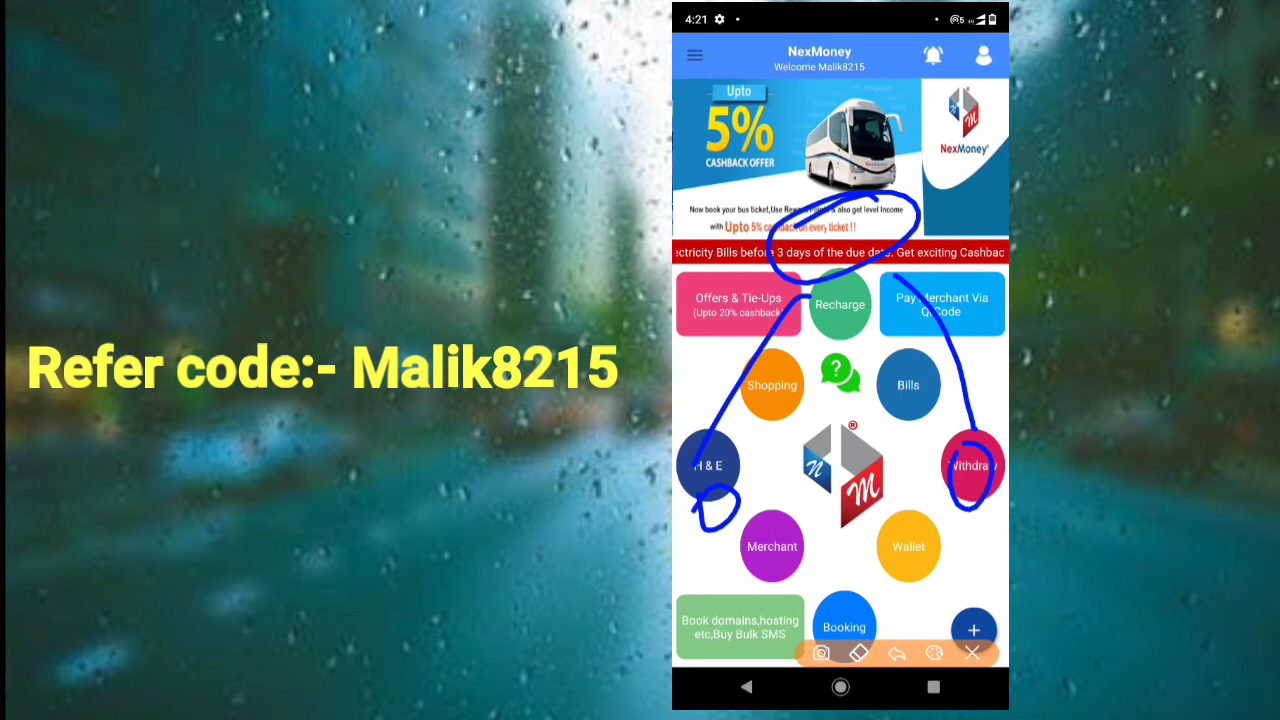 Refer code:- Malik8215
4:21
NexMoney
Welcome Malik8215
Upto
5%
CASHBACK OFFER
NexMoney®
Now book your bus ticket,Use Reward Points & also get level Income
with Upto 5% cashback on every ticket !!
ectricity Bills before 3 days of the due date. Get exciting Cashbac
Offers & Tie-Ups
(Upto 20% cashback)
Recharge
Pay Merchant Via
QR Code
Shopping
?
Bills
H & E
n
m
®
Withdraw
Merchant
Wallet
Book domains,hosting
etc,Buy Bulk SMS
Booking
+